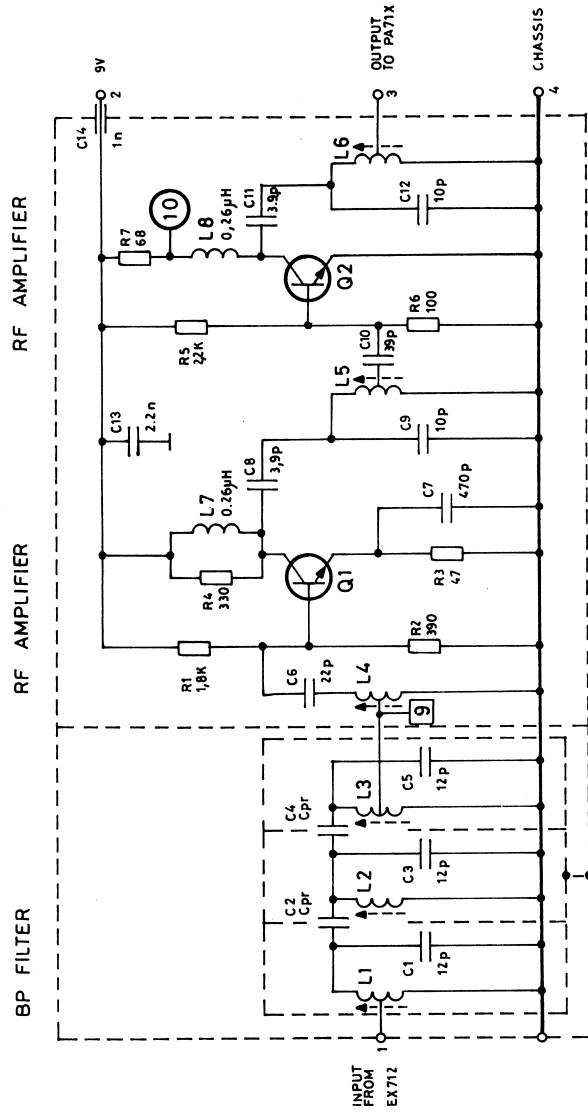 BP FILTER
RF AMPLIFIER
RF AMPLIFIER
INPUT
FROM
EX712
1
L1
C1
12p
C2
Cpr
L2
C3
12p
C4
Cpr
L3
C5
12p
9
L4
C6
22p
R1
1,8K
R2
390
Q1
R3
47
C7
470p
R4
330
L7
0.26µH
C8
3,9p
C13
2.2n
C9
10p
L5
C10
39p
R5
2,2K
R6
100
Q2
R7
68
10
L8
0,26µH
C11
3.9p
C12
10p
L6
C14
1n
9V
2
OUTPUT
TO PA71X
3
CHASSIS
4